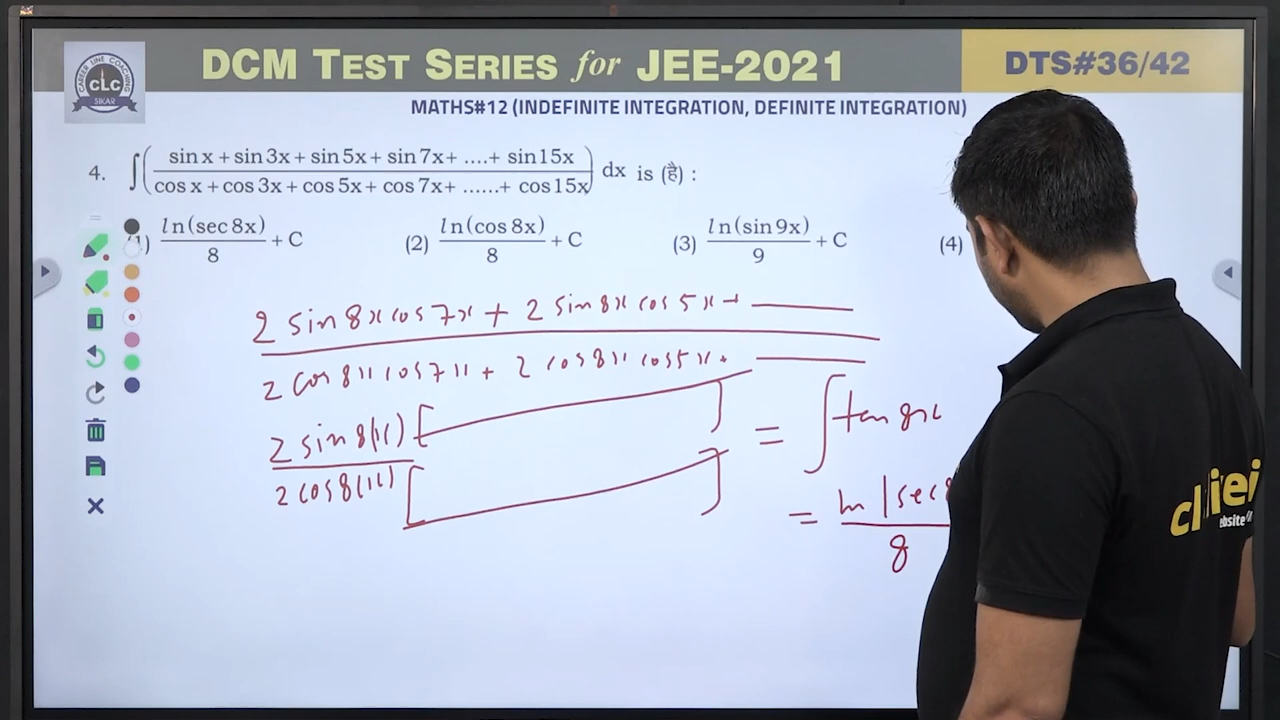 DCM TEST SERIES for JEE-2021
DTS#36/42
CAREER LINE COACHING
CLC
SIKAR
MATHS#12 (INDEFINITE INTEGRATION, DEFINITE INTEGRATION)
4. ∫( (sin x + sin 3x + sin 5x + sin 7x + ....+ sin 15x) / (cos x + cos 3x + cos 5x + cos 7x + ......+ cos 15x) ) dx is (है) :
1) ln(sec 8x)/8 + C
(2) ln(cos 8x)/8 + C
(3) ln(sin 9x)/9 + C
(4)
2 sin 8x cos 7x + 2 sin 8x cos 5x +
2 cos 8x cos 7x + 2 cos 8x cos 5x +
2 sin 8(x) [ ]
2 cos 8(x) [ ]
= ∫ tan 8x
= ln |sec 8
8
ebsite